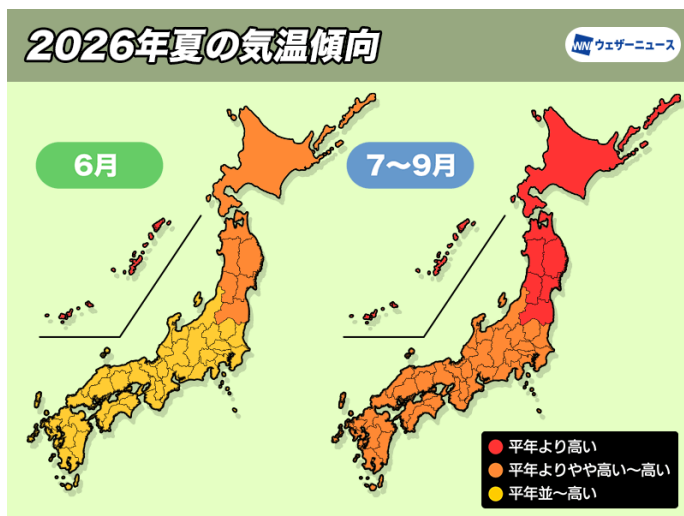 2026年夏の気温傾向
WNI ウェザーニュース
6月
7〜9月
平年より高い
平年よりやや高い〜高い
平年並〜高い